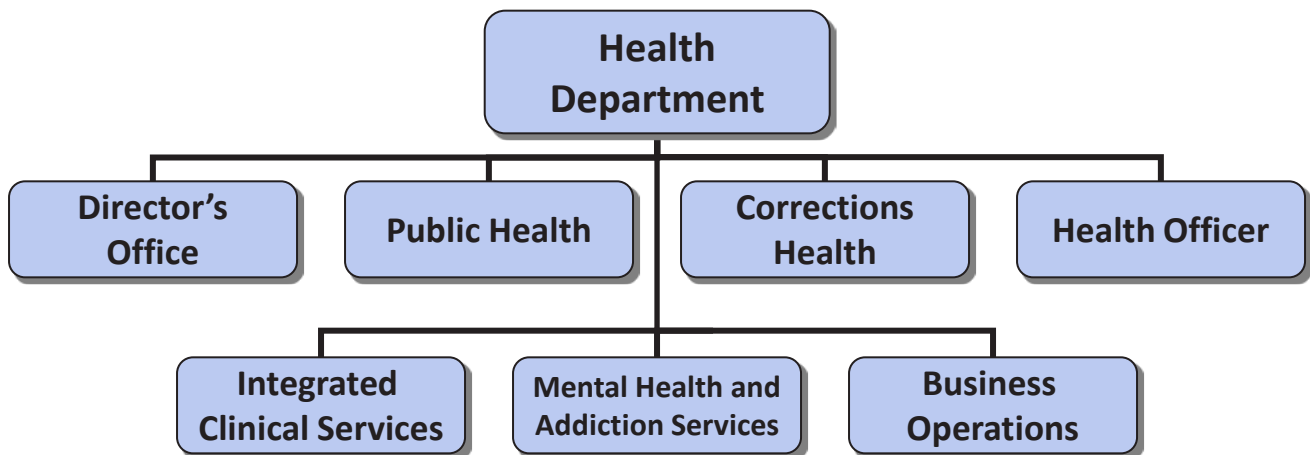 Health
Department
Director’s
Office
Public Health
Corrections
Health
Health Officer
Integrated
Clinical Services
Mental Health and
Addiction Services
Business
Operations